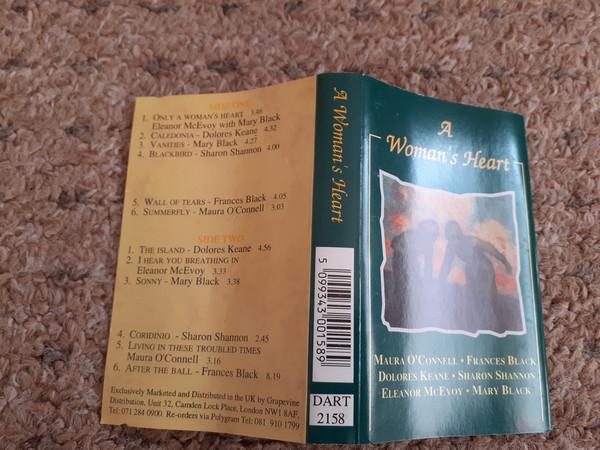 SIDE ONE
1. ONLY A WOMAN'S HEART 3.46
Eleanor McEvoy with Mary Black
2. CALEDONIA - Dolores Keane 4.32
3. VANITIES - Mary Black 4.27
4. BLACKBIRD - Sharon Shannon 4.00
5. WALL OF TEARS - Frances Black 4.05
6. SUMMERFLY - Maura O'Connell 3.03
SIDE TWO
1. THE ISLAND - Dolores Keane 4.56
2. I HEAR YOU BREATHING IN
Eleanor McEvoy 3.33
3. SONNY - Mary Black 3.38
4. CORIDINIO - Sharon Shannon 2.45
5. LIVING IN THESE TROUBLED TIMES
Maura O'Connell 3.16
6. AFTER THE BALL - Frances Black 8.19
Exclusively Marketed and Distributed in the UK by Grapevine
Distribution, Unit 32, Camden Lock Place, London NW1 8AF,
Tel: 071 284 0900. Re-orders via Polygram Tel: 081 910 1799
A Woman's Heart
5 099343 001589
DART
2158
A
Woman's Heart
MAURA O'CONNELL • FRANCES BLACK
DOLORES KEANE • SHARON SHANNON
ELEANOR MCEVOY • MARY BLACK